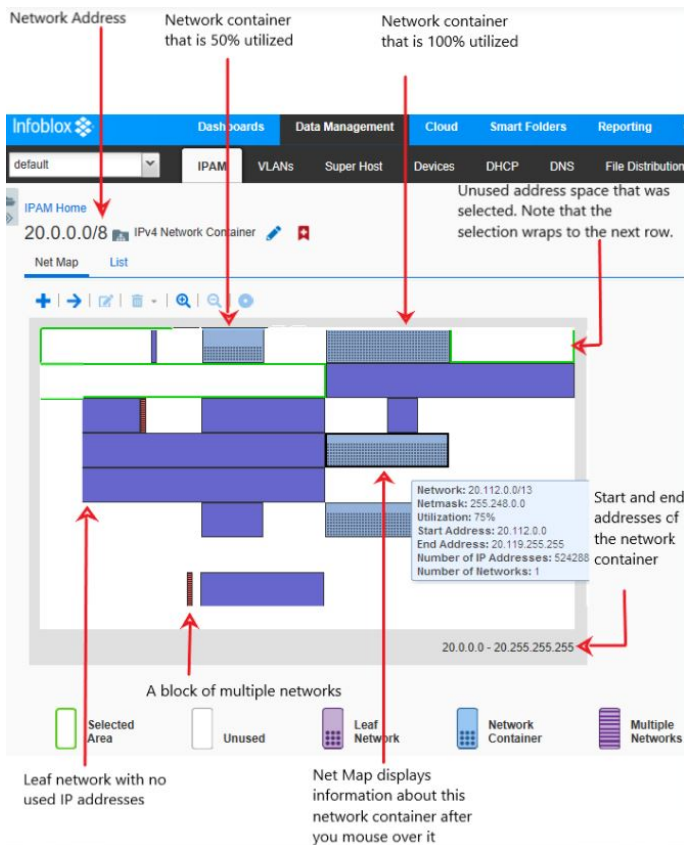 Network Address
Network container
that is 50% utilized
Network container
that is 100% utilized
Infoblox
Dashboards
Data Management
Cloud
Smart Folders
Reporting
default
IPAM
VLANs
Super Host
Devices
DHCP
DNS
File Distribution
Unused address space that was
selected. Note that the
selection wraps to the next row.
IPAM Home
20.0.0.0/8
IPv4 Network Container
Net Map
List
Network: 20.112.0.0/13
Netmask: 255.248.0.0
Utilization: 75%
Start Address: 20.112.0.0
End Address: 20.119.255.255
Number of IP Addresses: 524288
Number of Networks: 1
Start and end
addresses of
the network
container
20.0.0.0 - 20.255.255.255
A block of multiple networks
Selected
Area
Unused
Leaf
Network
Network
Container
Multiple
Networks
Leaf network with no
used IP addresses
Net Map displays
information about this
network container after
you mouse over it